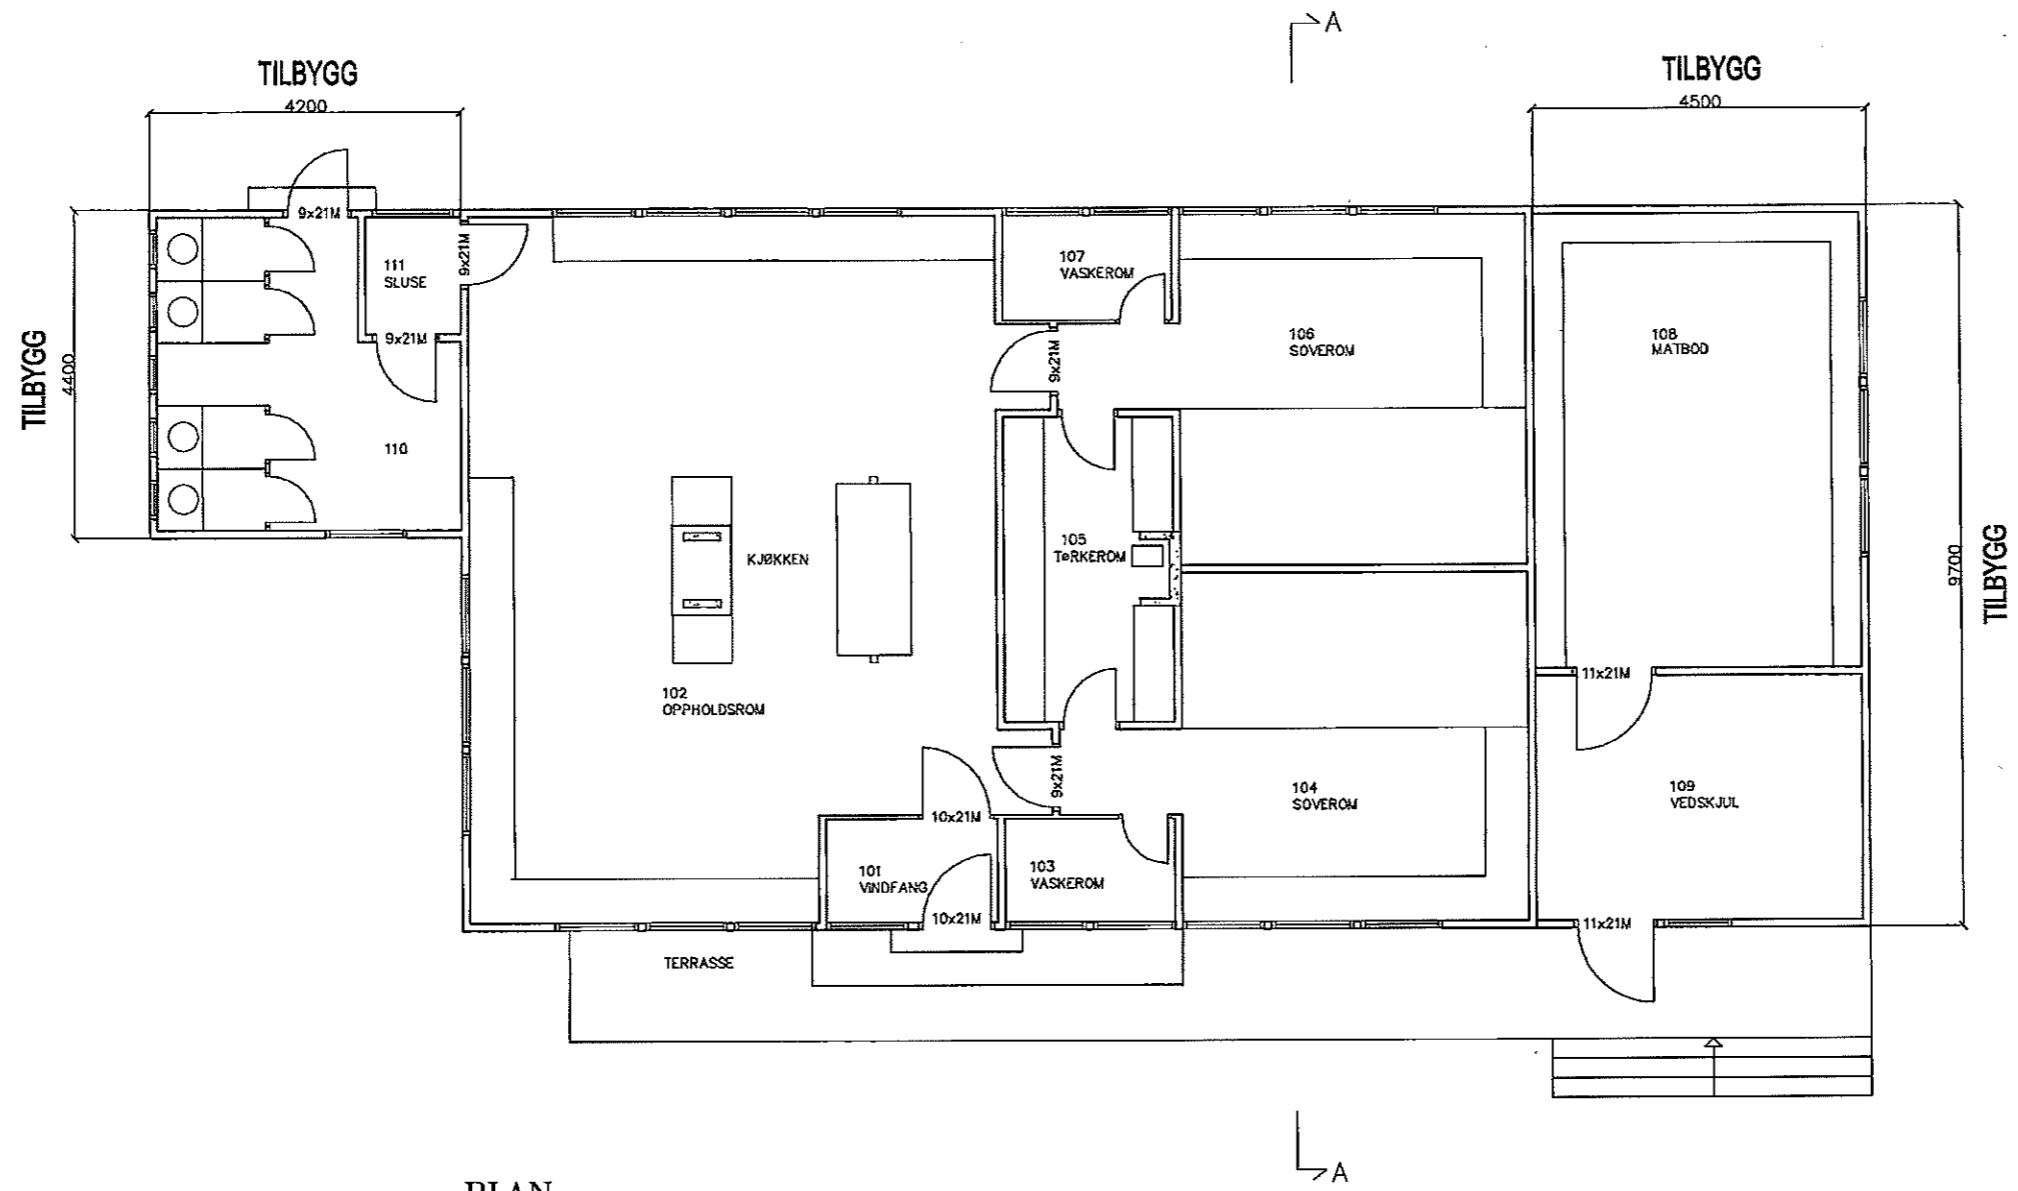 A
TILBYGG
4200
TILBYGG
4500
9x21M
111
SLUSE
9x21M
9x21M
107
VASKEROM
106
SOVEROM
9x21M
108
MATBOD
TILBYGG
4400
110
105
TøRKEROM
KJØKKEN
9700
TILBYGG
11x21M
102
OPPHOLDSROM
9x21M
104
SOVEROM
109
VEDSKJUL
10x21M
101
VINDFANG
103
VASKEROM
10x21M
11x21M
TERRASSE
A
PLAN